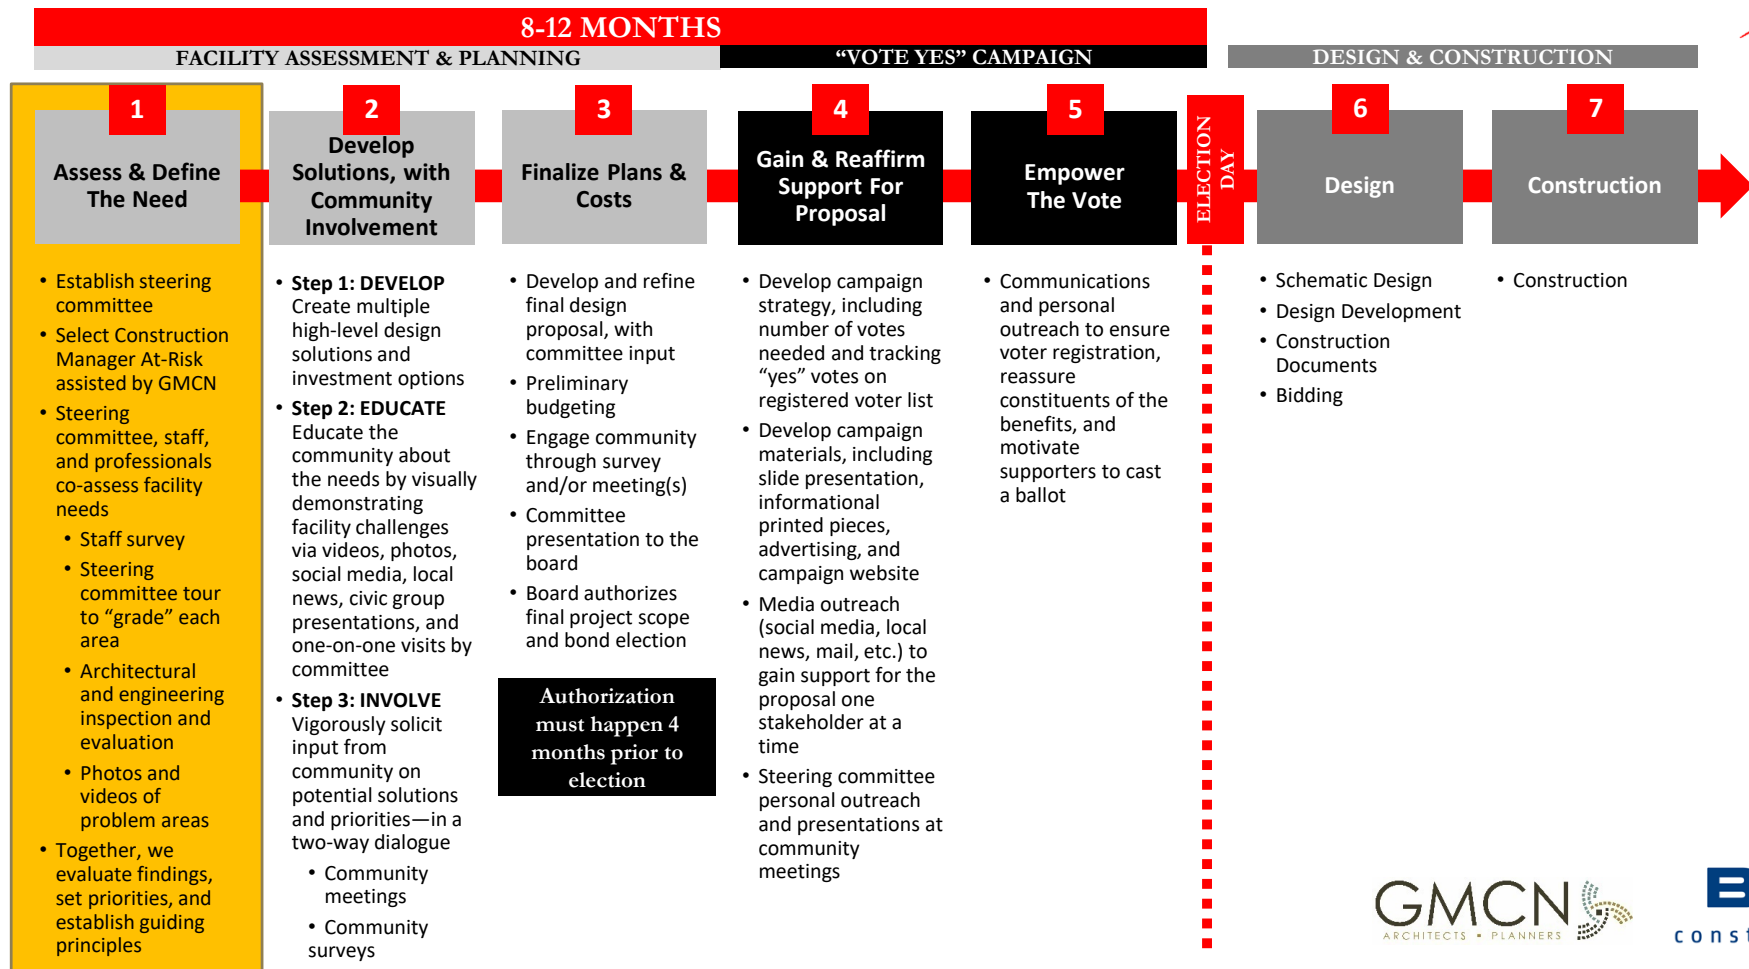 8-12 MONTHS
FACILITY ASSESSMENT & PLANNING
“VOTE YES” CAMPAIGN
DESIGN & CONSTRUCTION
1
Assess & Define
The Need
• Establish steering
committee
• Select Construction
Manager At-Risk
assisted by GMCN
• Steering
committee, staff,
and professionals
co-assess facility
needs
• Staff survey
• Steering
committee tour
to “grade” each
area
• Architectural
and engineering
inspection and
evaluation
• Photos and
videos of
problem areas
• Together, we
evaluate findings,
set priorities, and
establish guiding
principles
2
Develop
Solutions, with
Community
Involvement
• Step 1: DEVELOP
Create multiple
high-level design
solutions and
investment options
• Step 2: EDUCATE
Educate the
community about
the needs by visually
demonstrating
facility challenges
via videos, photos,
social media, local
news, civic group
presentations, and
one-on-one visits by
committee
• Step 3: INVOLVE
Vigorously solicit
input from
community on
potential solutions
and priorities—in a
two-way dialogue
• Community
meetings
• Community
surveys
3
Finalize Plans &
Costs
• Develop and refine
final design
proposal, with
committee input
• Preliminary
budgeting
• Engage community
through survey
and/or meeting(s)
• Committee
presentation to the
board
• Board authorizes
final project scope
and bond election
Authorization
must happen 4
months prior to
election
4
Gain & Reaffirm
Support For
Proposal
• Develop campaign
strategy, including
number of votes
needed and tracking
“yes” votes on
registered voter list
• Develop campaign
materials, including
slide presentation,
informational
printed pieces,
advertising, and
campaign website
• Media outreach
(social media, local
news, mail, etc.) to
gain support for the
proposal one
stakeholder at a
time
• Steering committee
personal outreach
and presentations at
community
meetings
5
Empower
The Vote
• Communications
and personal
outreach to ensure
voter registration,
reassure
constituents of the
benefits, and
motivate
supporters to cast
a ballot
ELECTION
DAY
6
Design
• Schematic Design
• Design Development
• Construction
Documents
• Bidding
7
Construction
• Construction
GMCN
ARCHITECTS ▪ PLANNERS